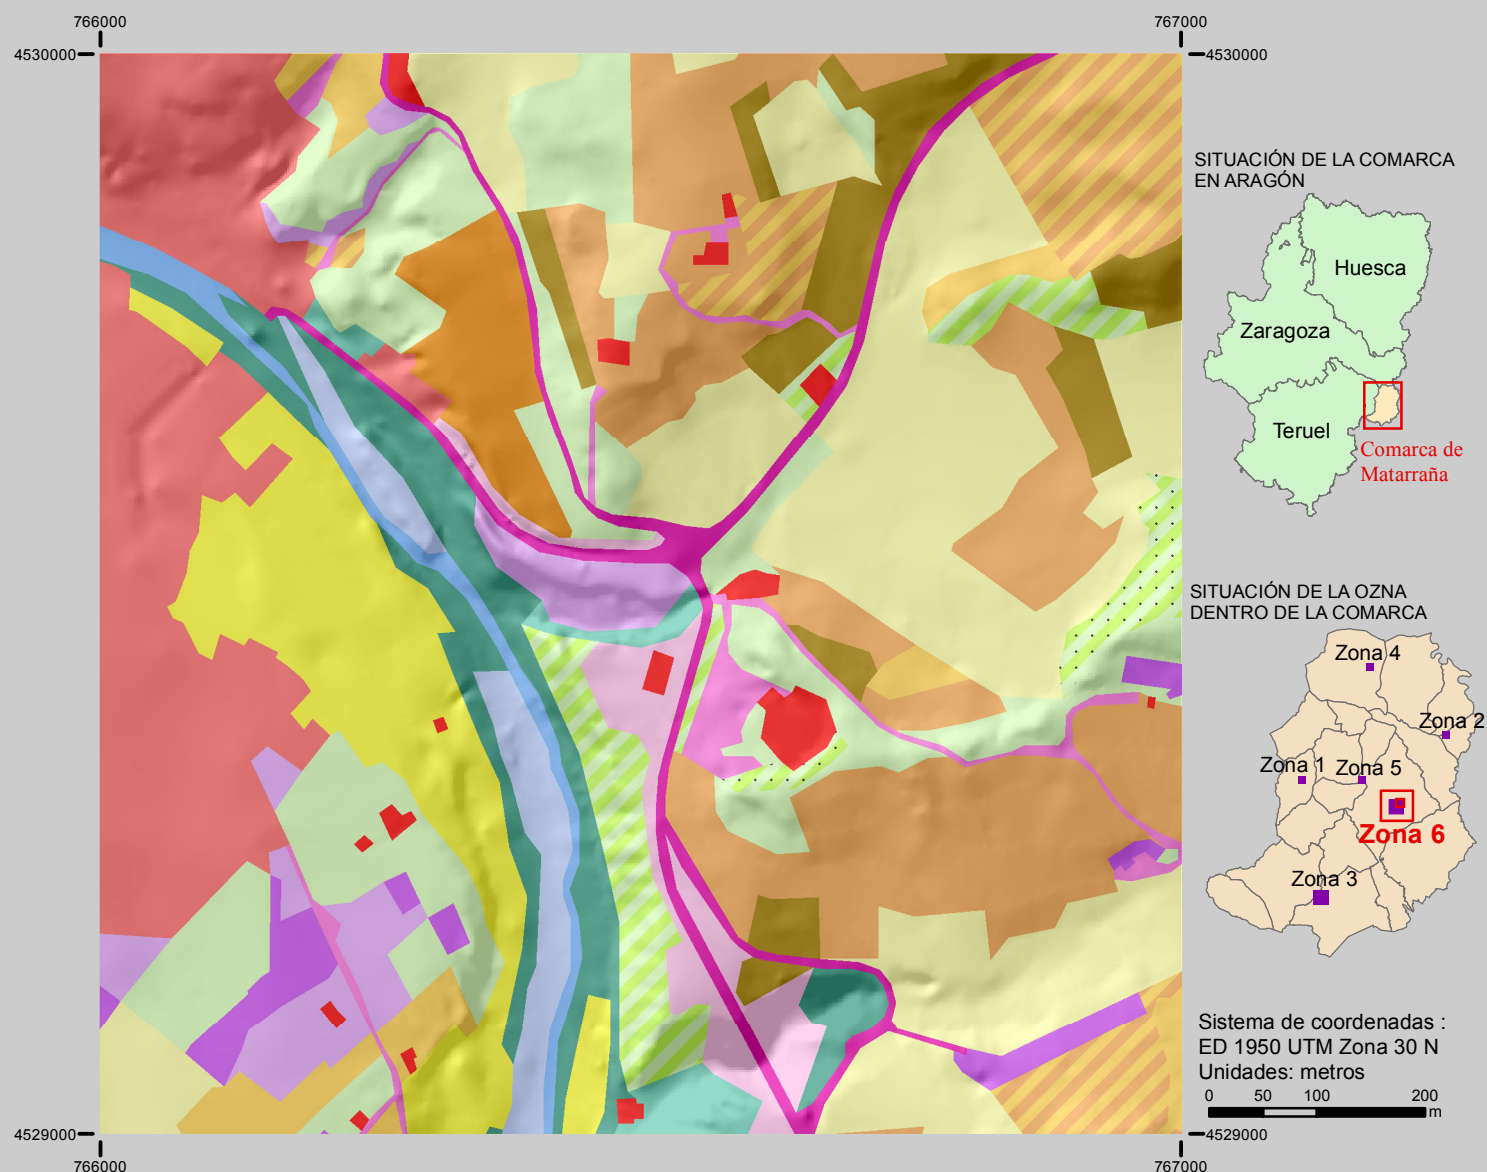 766000
767000
4530000
4530000
SITUACIÓN DE LA COMARCA
EN ARAGÓN
Huesca
Zaragoza
Teruel
Comarca de
Matarraña
SITUACIÓN DE LA OZNA
DENTRO DE LA COMARCA
Zona 4
Zona 2
Zona 1
Zona 5
Zona 6
Zona 3
Sistema de coordenadas :
ED 1950 UTM Zona 30 N
Unidades: metros
0 50 100 200
m
4529000
4529000
766000
767000